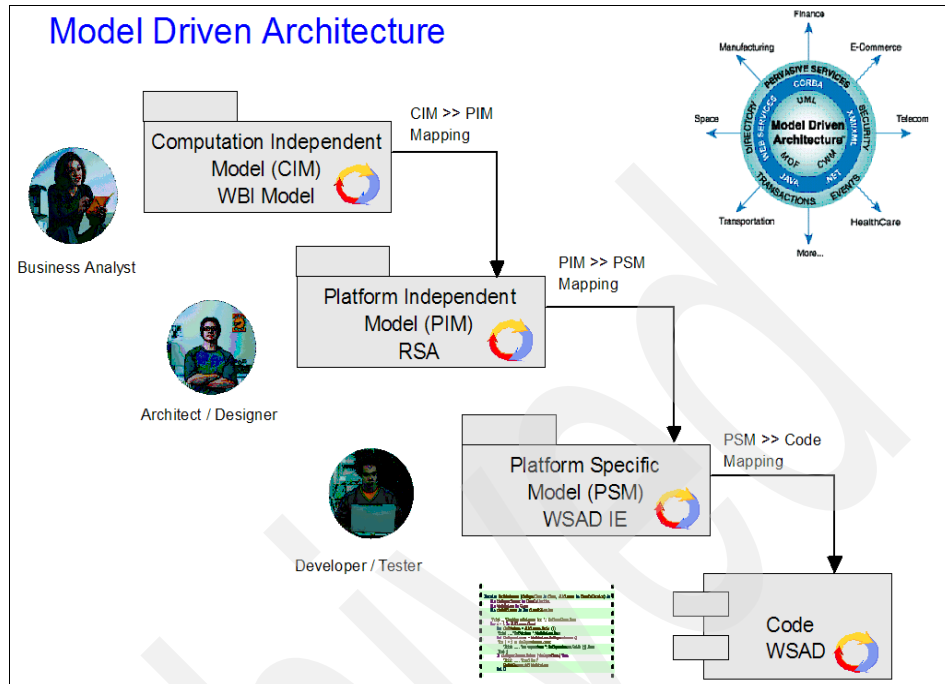 Model Driven Architecture
Finance
Manufacturing
E-Commerce
PERVASIVE SERVICES
CORBA
UML
DIRECTORY
WEB SERVICES
XMI/XML
SECURITY
Space
Model Driven
Architecture
Telecom
MOF
CWM
JAVA
.NET
TRANSACTIONS
EVENTS
Transportation
HealthCare
More...
CIM >> PIM
Mapping
Computation Independent
Model (CIM)
WBI Model
Business Analyst
PIM >> PSM
Mapping
Platform Independent
Model (PIM)
RSA
Architect / Designer
PSM >> Code
Mapping
Platform Specific
Model (PSM)
WSAD IE
Developer / Tester
Code
WSAD